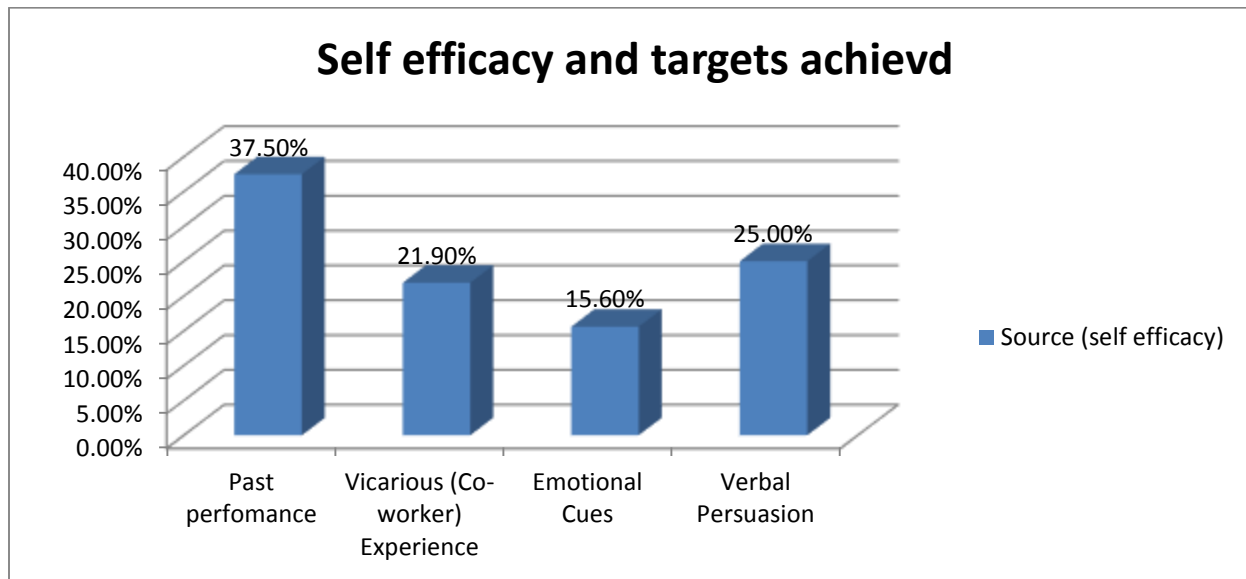 Self efficacy and targets achievd
40.00%
35.00%
30.00%
25.00%
20.00%
15.00%
10.00%
5.00%
0.00%
37.50%
21.90%
15.60%
25.00%
Past
perfomance
Vicarious (Co-
worker)
Experience
Emotional
Cues
Verbal
Persuasion
Source (self efficacy)